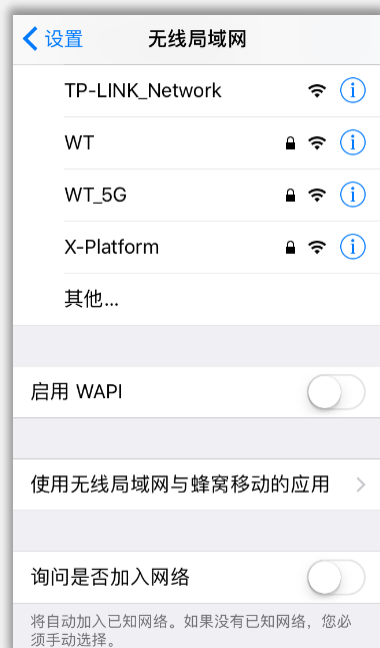 设置 无线局域网
TP-LINK_Network
WT
WT_5G
X-Platform
其他...
启用 WAPI
使用无线局域网与蜂窝移动的应用
询问是否加入网络
将自动加入已知网络。如果没有已知网络，您必
须手动选择。